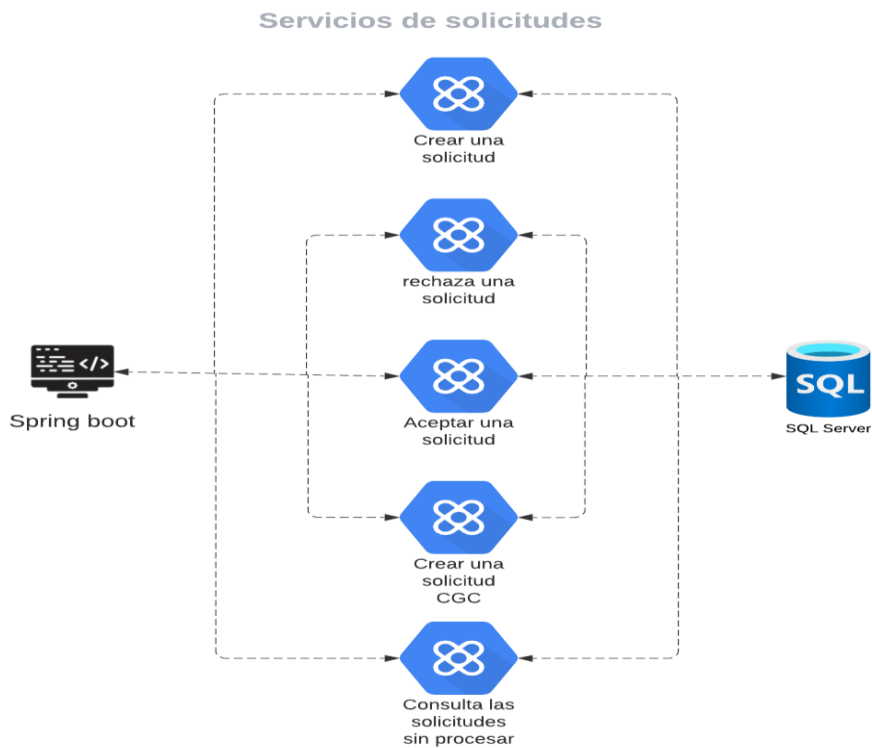 Servicios de solicitudes
Crear una
solicitud
rechaza una
solicitud
</>
Spring boot
Aceptar una
solicitud
SQL
SQL Server
Crear una
solicitud
CGC
Consulta las
solicitudes
sin procesar